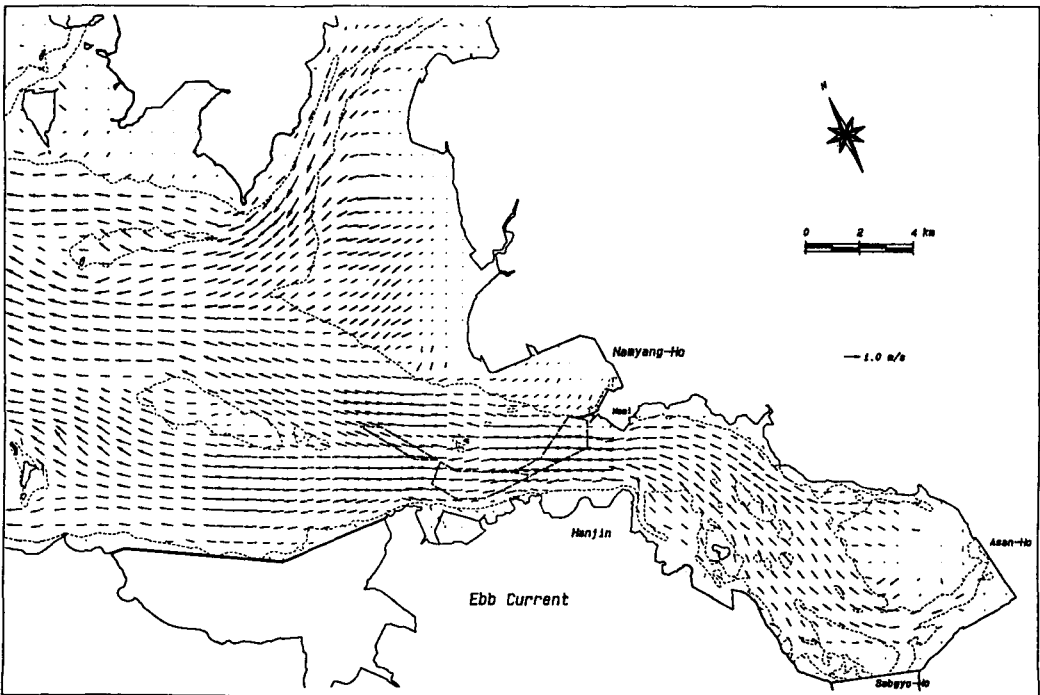 N
0 2 4 km
1.0 m/s
Namyang-Ho
Hanjin
Asan-Ho
Ebb Current
Sabgyo-Ho